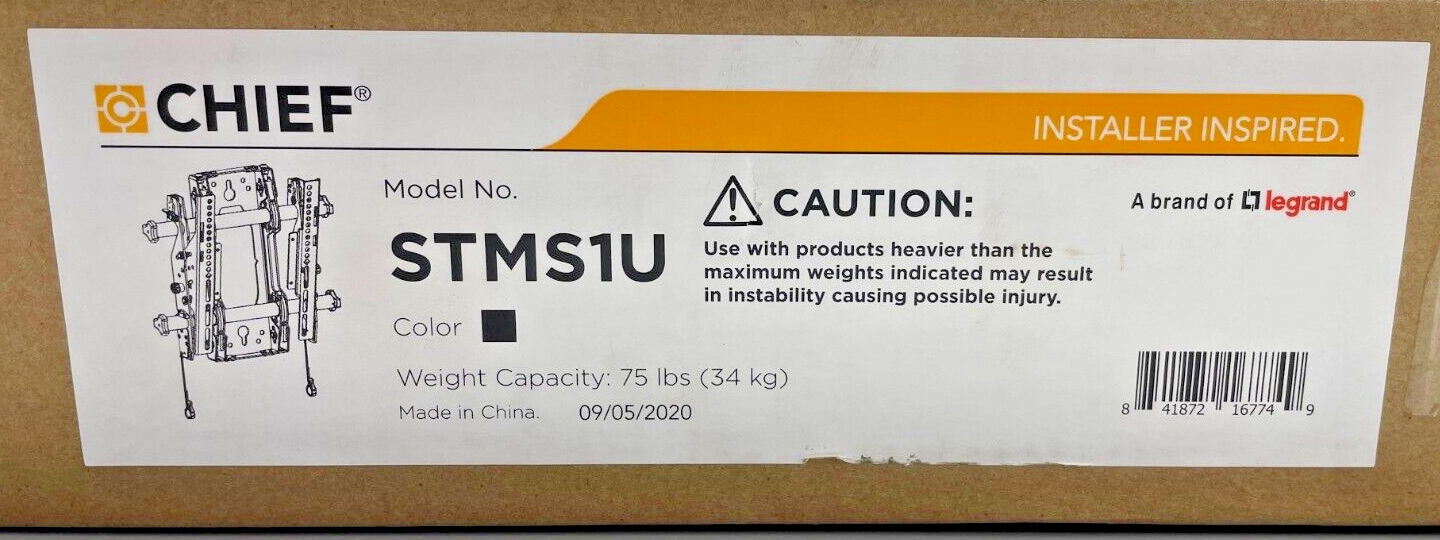 CHIEF®
INSTALLER INSPIRED.
Model No.
STMS1U
Color
Weight Capacity: 75 lbs (34 kg)
Made in China. 09/05/2020
CAUTION:
Use with products heavier than the
maximum weights indicated may result
in instability causing possible injury.
A brand of legrand®
8 41872 16774 9